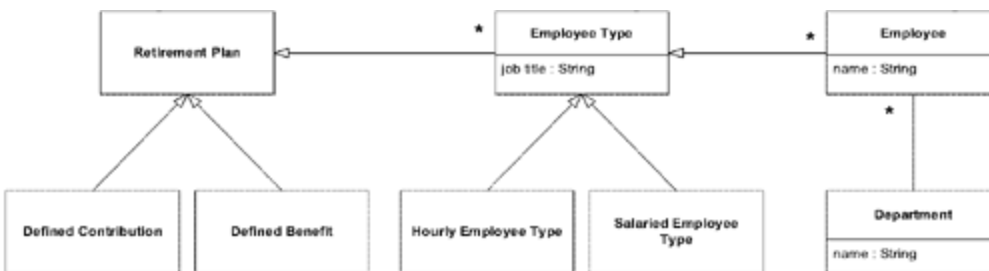 *
*
Retirement Plan
Employee Type
job title : String
Employee
name : String
*
Defined Contribution
Defined Benefit
Hourly Employee Type
Salaried Employee
Type
Department
name : String